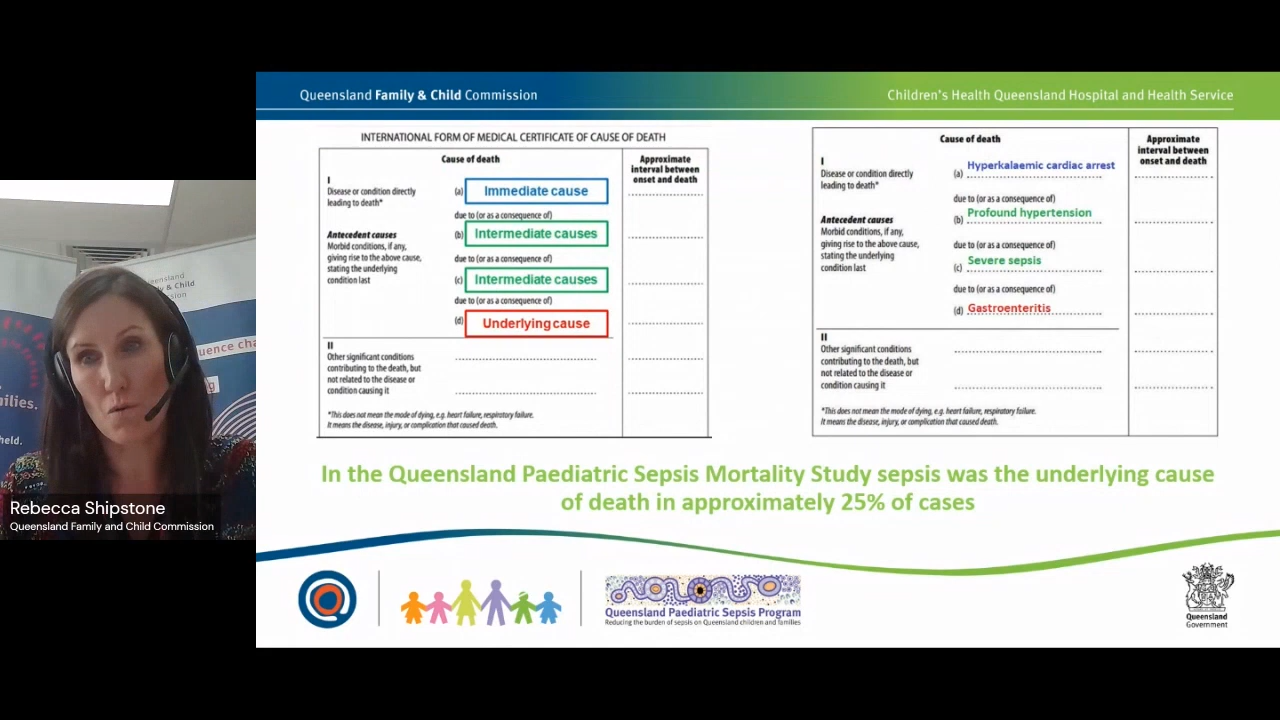 Queensland Family & Child Commission
Children's Health Queensland Hospital and Health Service
INTERNATIONAL FORM OF MEDICAL CERTIFICATE OF CAUSE OF DEATH
Cause of death
Approximate
interval between
onset and death
I
Disease or condition directly
leading to death*
(a) Immediate cause
due to (or as a consequence of)
Antecedent causes
Morbid conditions, if any,
giving rise to the above cause,
stating the underlying
condition last
(b) Intermediate causes
due to (or as a consequence of)
(c) Intermediate causes
due to (or as a consequence of)
(d) Underlying cause
II
Other significant conditions
contributing to the death, but
not related to the disease or
condition causing it
*This does not mean the mode of dying, e.g. heart failure, respiratory failure.
It means the disease, injury, or complication that caused death.
Cause of death
Approximate
interval between
onset and death
I
Disease or condition directly
leading to death*
(a) Hyperkalaemic cardiac arrest
due to (or as a consequence of)
Antecedent causes
Morbid conditions, if any,
giving rise to the above cause,
stating the underlying
condition last
(b) Profound hypertension
due to (or as a consequence of)
(c) Severe sepsis
due to (or as a consequence of)
(d) Gastroenteritis
II
Other significant conditions
contributing to the death, but
not related to the disease or
condition causing it
*This does not mean the mode of dying, e.g. heart failure, respiratory failure.
It means the disease, injury, or complication that caused death.
In the Queensland Paediatric Sepsis Mortality Study sepsis was the underlying cause
of death in approximately 25% of cases
Queensland Paediatric Sepsis Program
Reducing the burden of sepsis on Queensland children and families
Queensland
Government
Rebecca Shipstone
Queensland Family and Child Commission